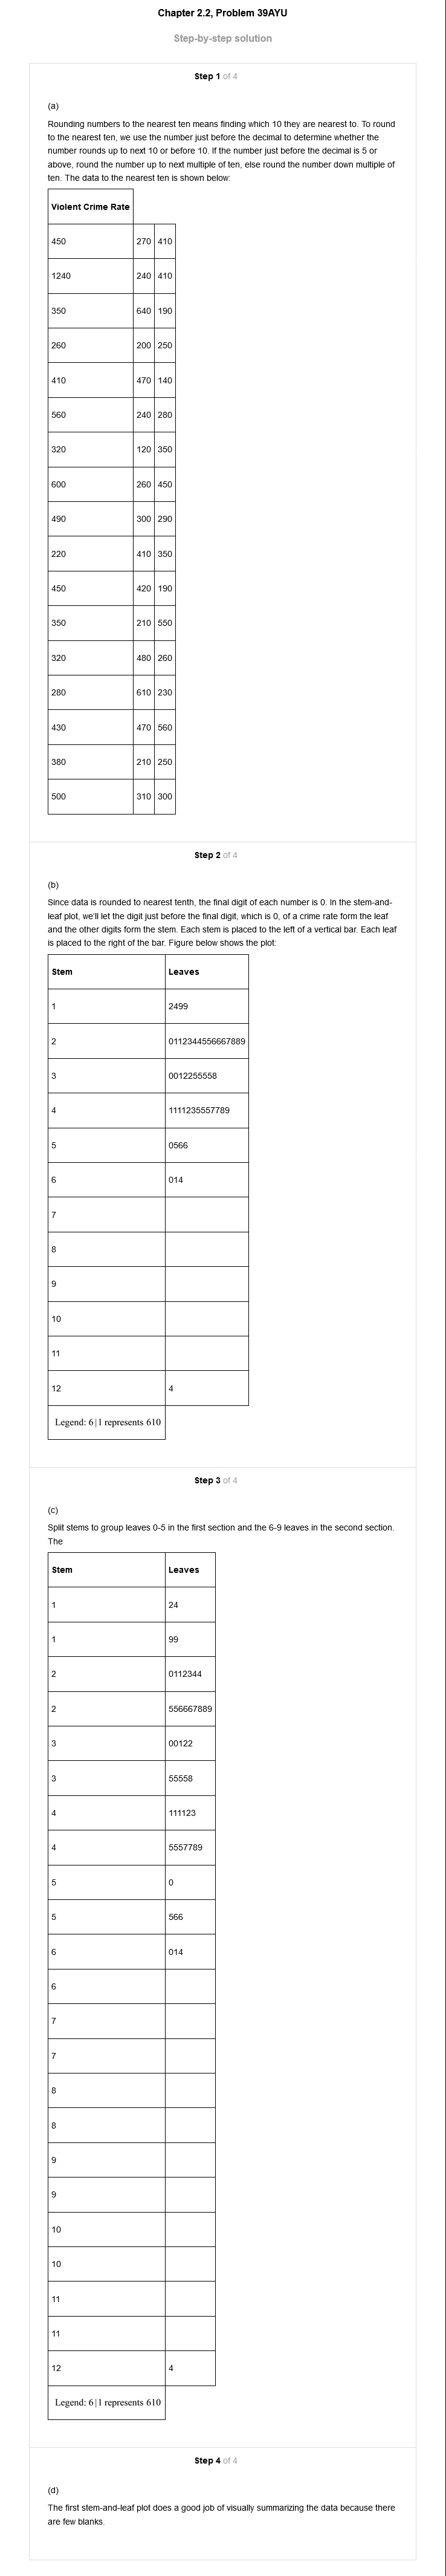 Chapter 2.2, Problem 39AYU
Step-by-step solution
Step 1 of 4
(a)
Rounding numbers to the nearest ten means finding which 10 they are nearest to. To round
to the nearest ten, we use the number just before the decimal to determine whether the
number rounds up to next 10 or before 10. If the number just before the decimal is 5 or
above, round the number up to next multiple of ten, else round the number down multiple of
ten. The data to the nearest ten is shown below:
Violent Crime Rate
450 270 410
1240 240 410
350 640 190
260 200 250
410 470 140
560 240 280
320 120 350
600 260 450
490 300 290
220 410 350
450 420 190
350 210 550
320 480 260
280 610 230
430 470 560
380 210 250
500 310 300
Step 2 of 4
(b)
Since data is rounded to nearest tenth, the final digit of each number is 0. In the stem-and-
leaf plot, we'll let the digit just before the final digit, which is 0, of a crime rate form the leaf
and the other digits form the stem. Each stem is placed to the left of a vertical bar. Each leaf
is placed to the right of the bar. Figure below shows the plot:
Stem Leaves
1 2499
2 0112344556667889
3 0012255558
4 1111235557789
5 0566
6 014
7
8
9
10
11
12 4
Legend: 6|1 represents 610
Step 3 of 4
(c)
Split stems to group leaves 0-5 in the first section and the 6-9 leaves in the second section.
The
Stem Leaves
1 24
1 99
2 0112344
2 556667889
3 00122
3 55558
4 111123
4 5557789
5 0
5 566
6 014
6
7
7
8
8
9
9
10
10
11
11
12 4
Legend: 6|1 represents 610
Step 4 of 4
(d)
The first stem-and-leaf plot does a good job of visually summarizing the data because there
are few blanks.